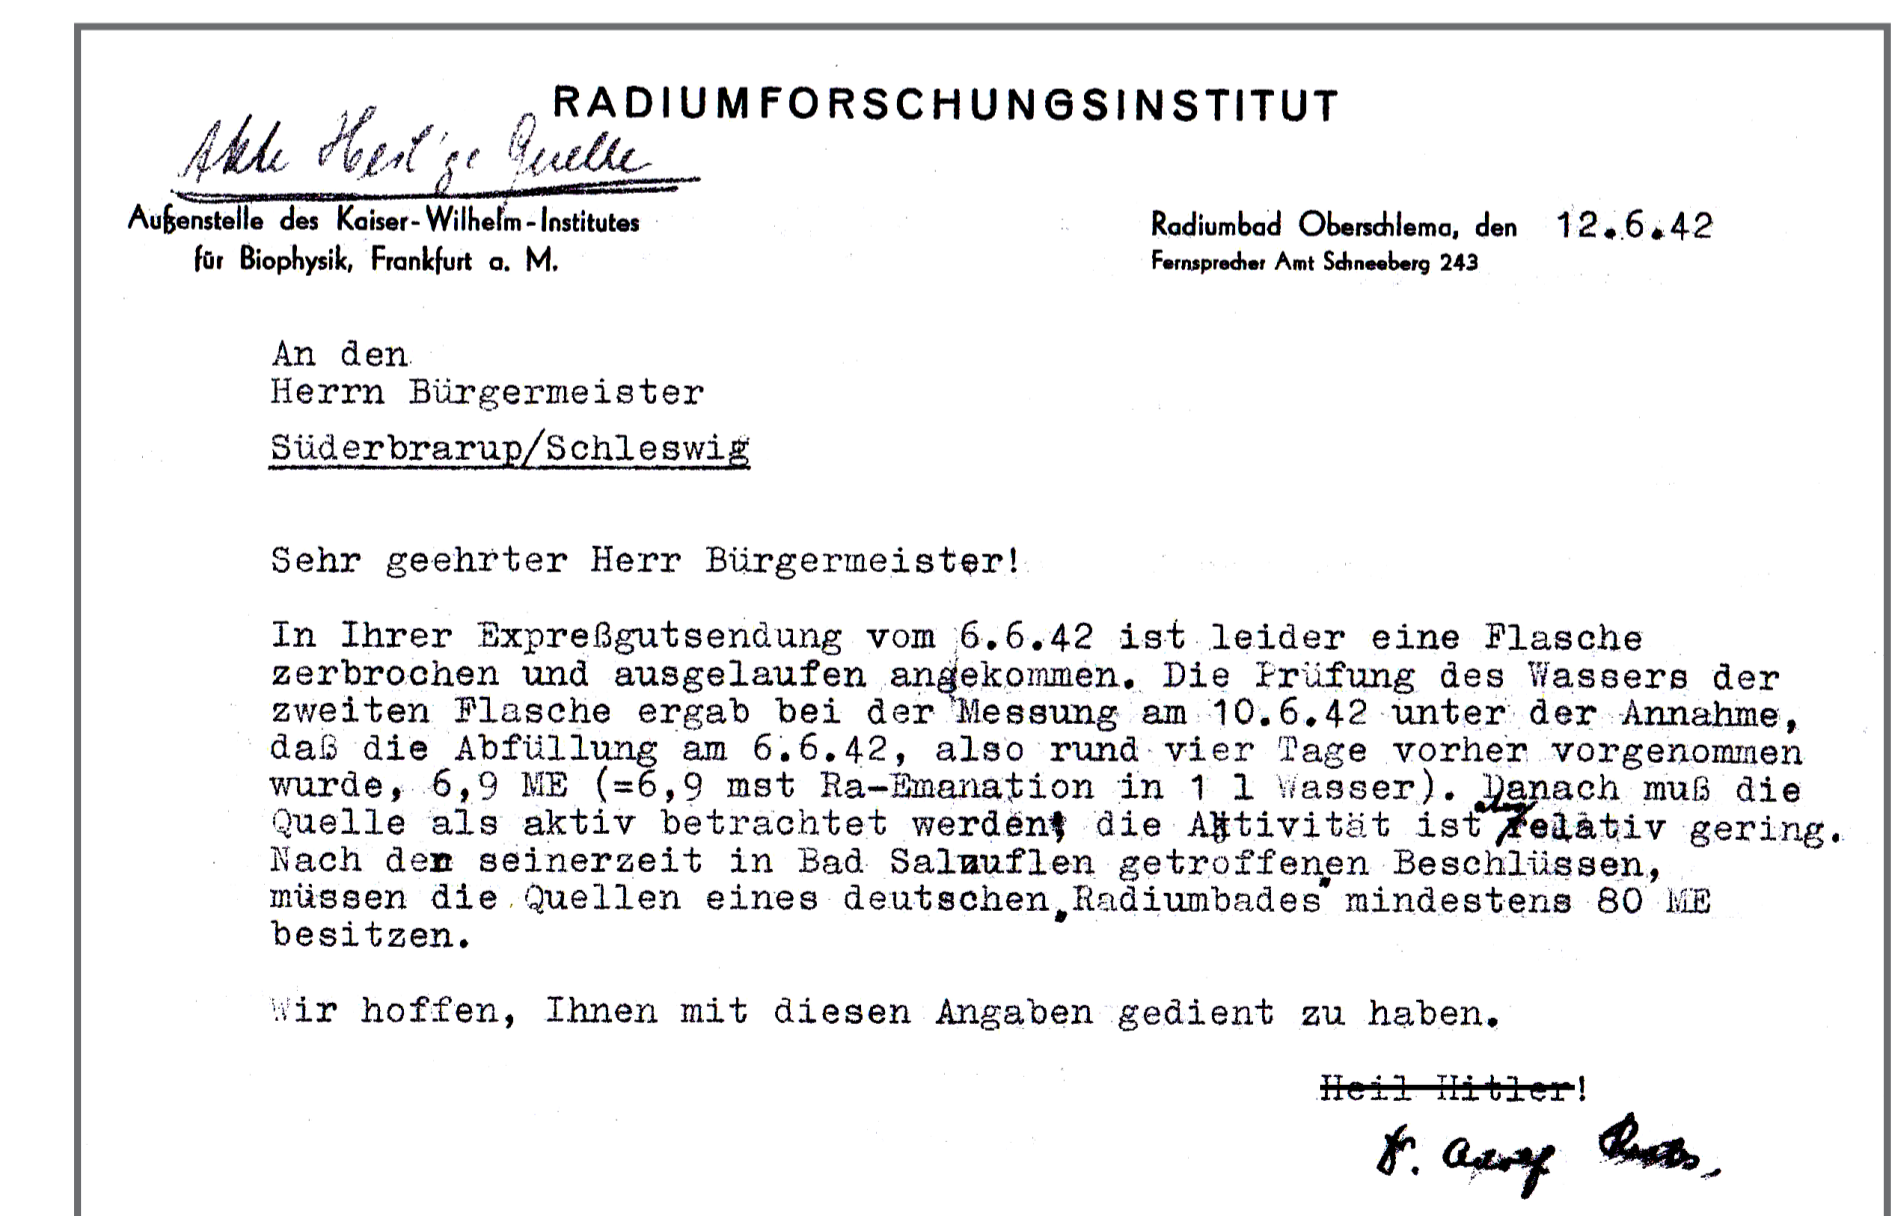 RADIUMFORSCHUNGSINSTITUT
Akte Heil'ge Quelle
Außenstelle des Kaiser-Wilhelm-Institutes
für Biophysik, Frankfurt a. M.
Radiumbad Oberschlema, den 12.6.42
Fernsprecher Amt Schneeberg 243
An den
Herrn Bürgermeister
Süderbrarup/Schleswig
Sehr geehrter Herr Bürgermeister!
In Ihrer Expreßgutsendung vom 6.6.42 ist leider eine Flasche
zerbrochen und ausgelaufen angekommen. Die Prüfung des Wassers der
zweiten Flasche ergab bei der Messung am 10.6.42 unter der Annahme,
daß die Abfüllung am 6.6.42, also rund vier Tage vorher vorgenommen
wurde, 6,9 ME (=6,9 mst Ra-Emanation in 1 l Wasser). Danach muß die
Quelle als aktiv betrachtet werden, die Aktivität ist relativ gering.
Nach den seinerzeit in Bad Salzuflen getroffenen Beschlüssen,
müssen die Quellen eines deutschen „Radiumbades" mindestens 80 ME
besitzen.
Wir hoffen, Ihnen mit diesen Angaben gedient zu haben.
Heil Hitler!